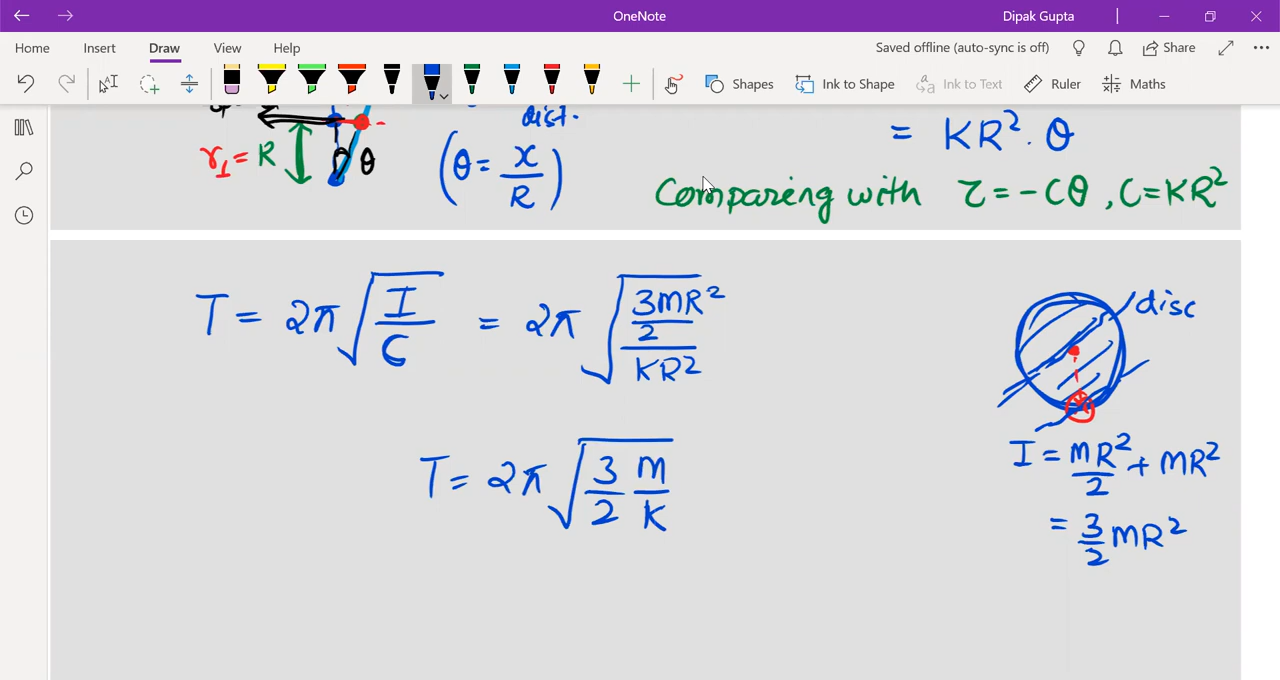 OneNote
Dipak Gupta
Home Insert Draw View Help
Saved offline (auto-sync is off)
Share
Shapes
Ink to Shape
Ink to Text
Ruler
Maths
dist.
r⊥ = R
θ
(θ = x/R)
= KR². θ
Comparing with τ = -Cθ, C = KR²
T = 2π √(I/C) = 2π √((3MR²/2)/(KR²))
disc
T = 2π √(3/2 M/K)
I = MR²/2 + MR²
= 3/2 MR²